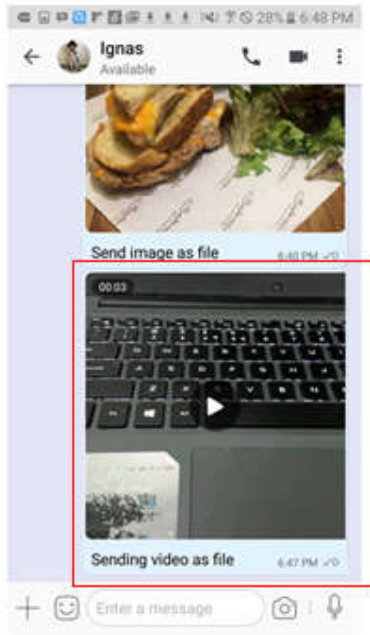 28% 6:48 PM
Ignas
Available
Send image as file 6:40 PM
00:03
Sending video as file 6:47 PM
Enter a message